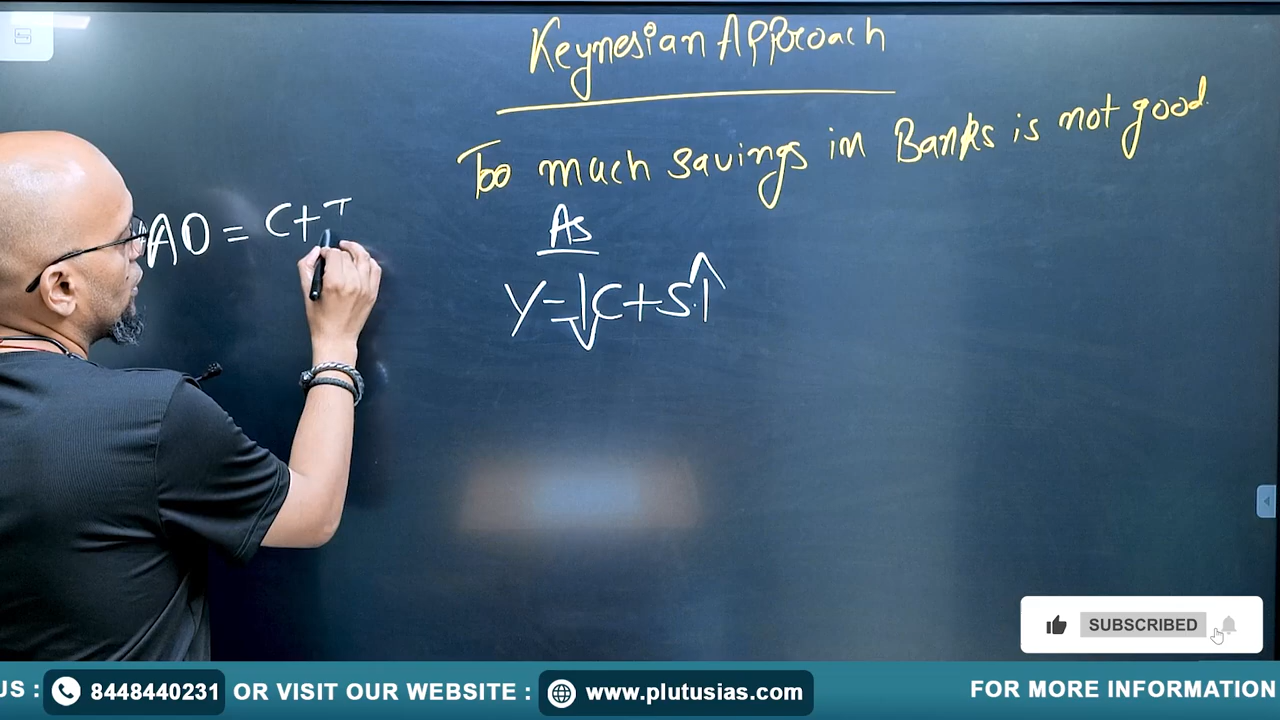 Keynesian Approach
Too much savings in Banks is not good.
AD = C+I
As
Y=↓C+S↑
SUBSCRIBED
US : 8448440231 OR VISIT OUR WEBSITE : www.plutusias.com FOR MORE INFORMATION